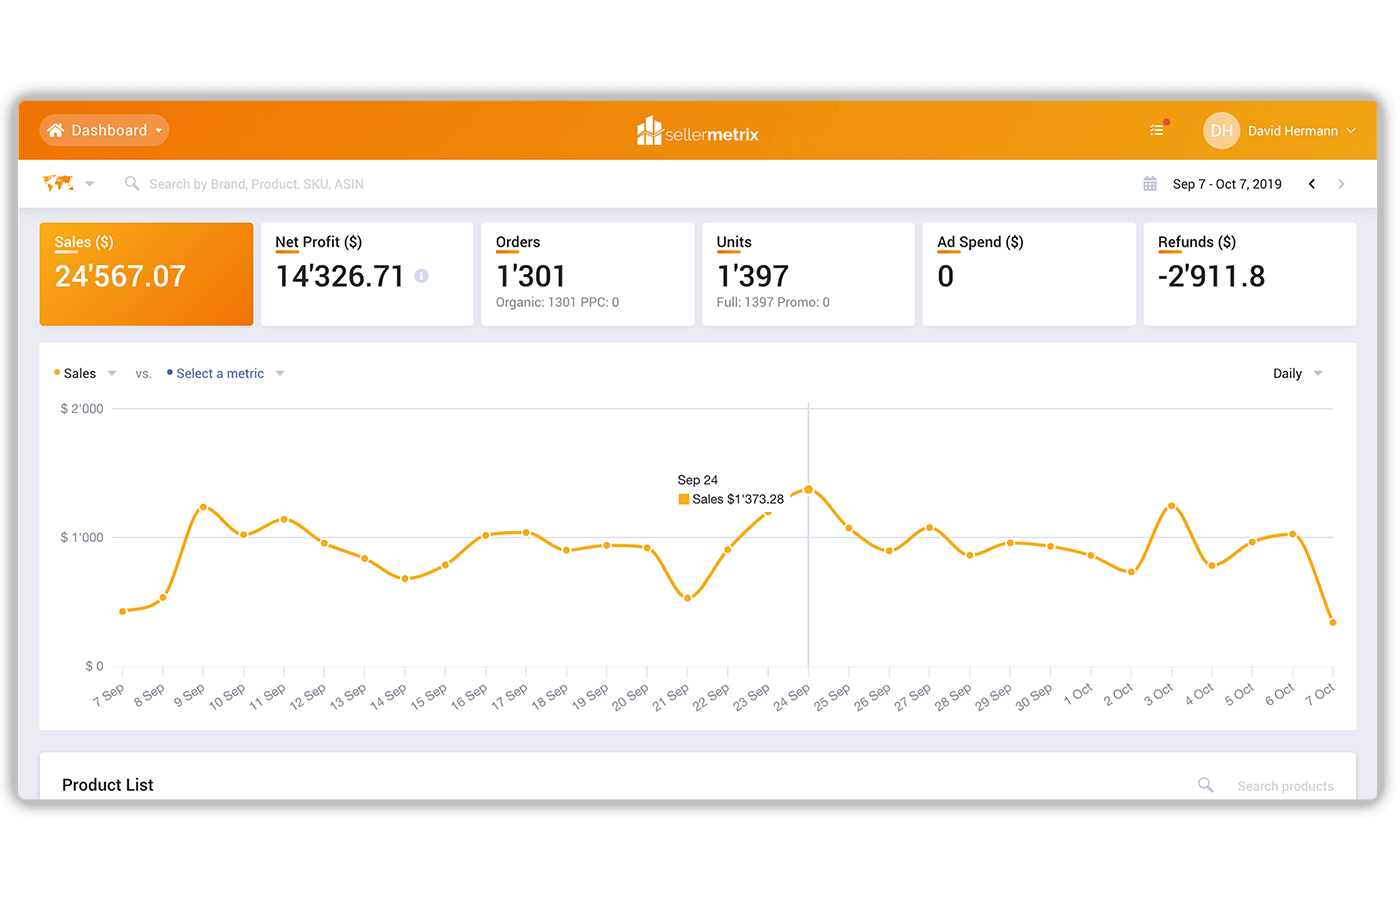 Dashboard
sellermetrix
DH
David Hermann
Search by Brand, Product, SKU, ASIN
Sep 7 - Oct 7, 2019
Sales ($)
24'567.07
Net Profit ($)
14'326.71
Orders
1'301
Organic: 1301 PPC: 0
Units
1'397
Full: 1397 Promo: 0
Ad Spend ($)
0
Refunds ($)
-2'911.8
Sales vs. Select a metric
Daily
$ 2'000
Sep 24
Sales $1'373.28
$ 1'000
$ 0
7 Sep
8 Sep
9 Sep
10 Sep
11 Sep
12 Sep
13 Sep
14 Sep
15 Sep
16 Sep
17 Sep
18 Sep
19 Sep
20 Sep
21 Sep
22 Sep
23 Sep
24 Sep
25 Sep
26 Sep
27 Sep
28 Sep
29 Sep
30 Sep
1 Oct
2 Oct
3 Oct
4 Oct
5 Oct
6 Oct
7 Oct
Product List
Search products